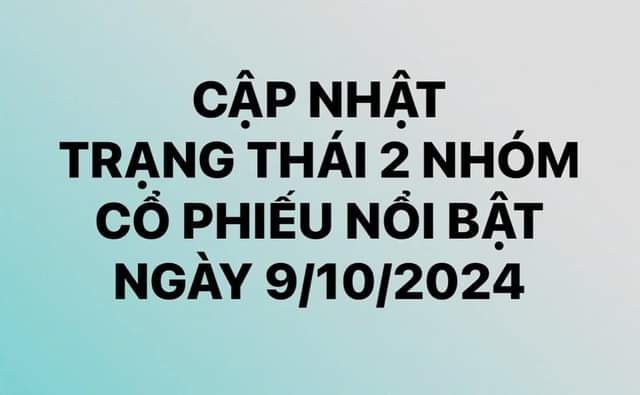 CẬP NHẬT
TRẠNG THÁI 2 NHÓM
CỔ PHIẾU NỔI BẬT
NGÀY 9/10/2024